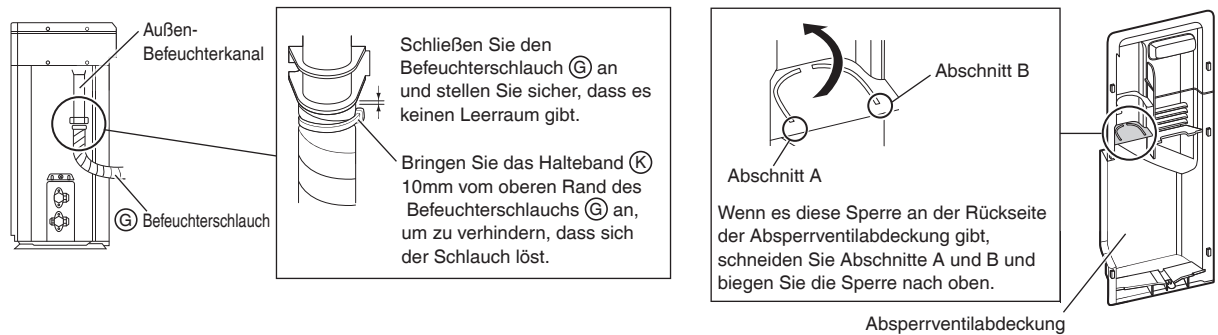 Außen-
Befeuchterkanal
Ⓖ Befeuchterschlauch
Schließen Sie den
Befeuchterschlauch Ⓖ an
und stellen Sie sicher, dass es
keinen Leerraum gibt.
Bringen Sie das Halteband Ⓚ
10mm vom oberen Rand des
Befeuchterschlauchs Ⓖ an,
um zu verhindern, dass sich
der Schlauch löst.
Abschnitt B
Abschnitt A
Wenn es diese Sperre an der Rückseite
der Absperrventilabdeckung gibt,
schneiden Sie Abschnitte A und B und
biegen Sie die Sperre nach oben.
Absperrventilabdeckung